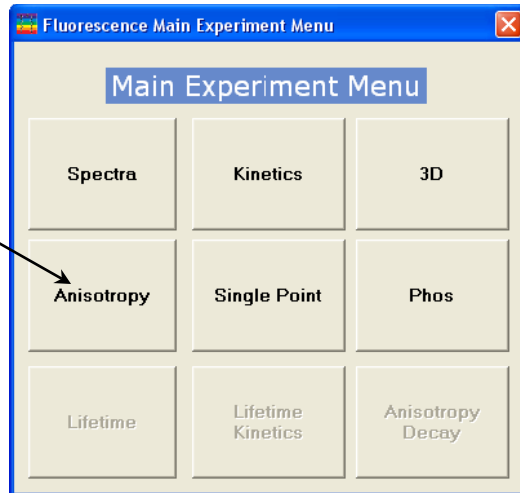 Fluorescence Main Experiment Menu
Main Experiment Menu
Spectra
Kinetics
3D
Anisotropy
Single Point
Phos
Lifetime
Lifetime
Kinetics
Anisotropy
Decay